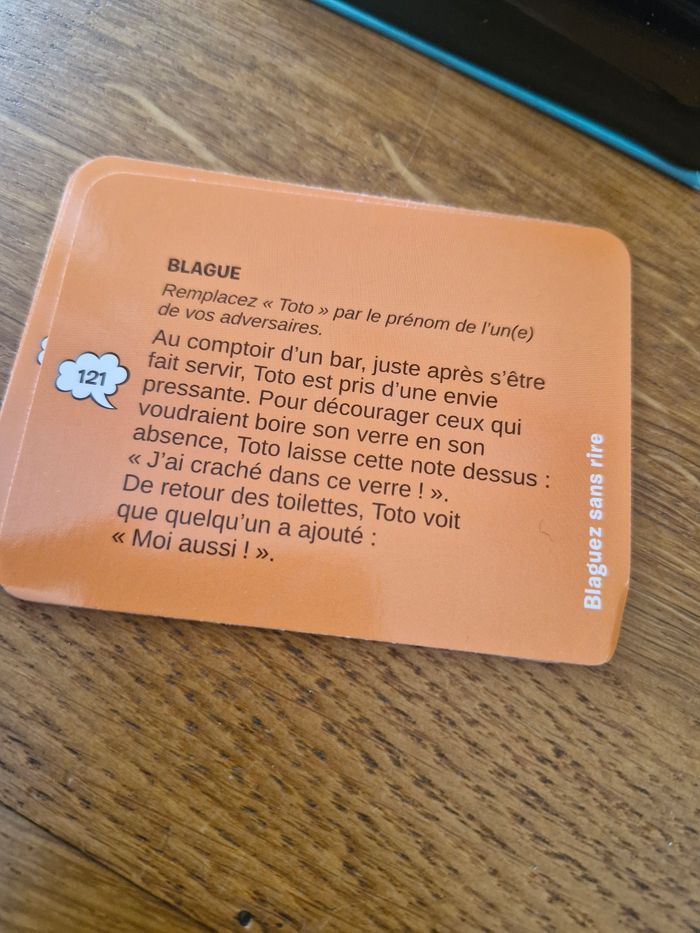 BLAGUE
Remplacez « Toto » par le prénom de l'un(e)
de vos adversaires.
Au comptoir d'un bar, juste après s'être
fait servir, Toto est pris d'une envie
pressante. Pour décourager ceux qui
voudraient boire son verre en son
absence, Toto laisse cette note dessus :
« J'ai craché dans ce verre ! ».
De retour des toilettes, Toto voit
que quelqu'un a ajouté :
« Moi aussi ! ».
121
Blaguez sans rire